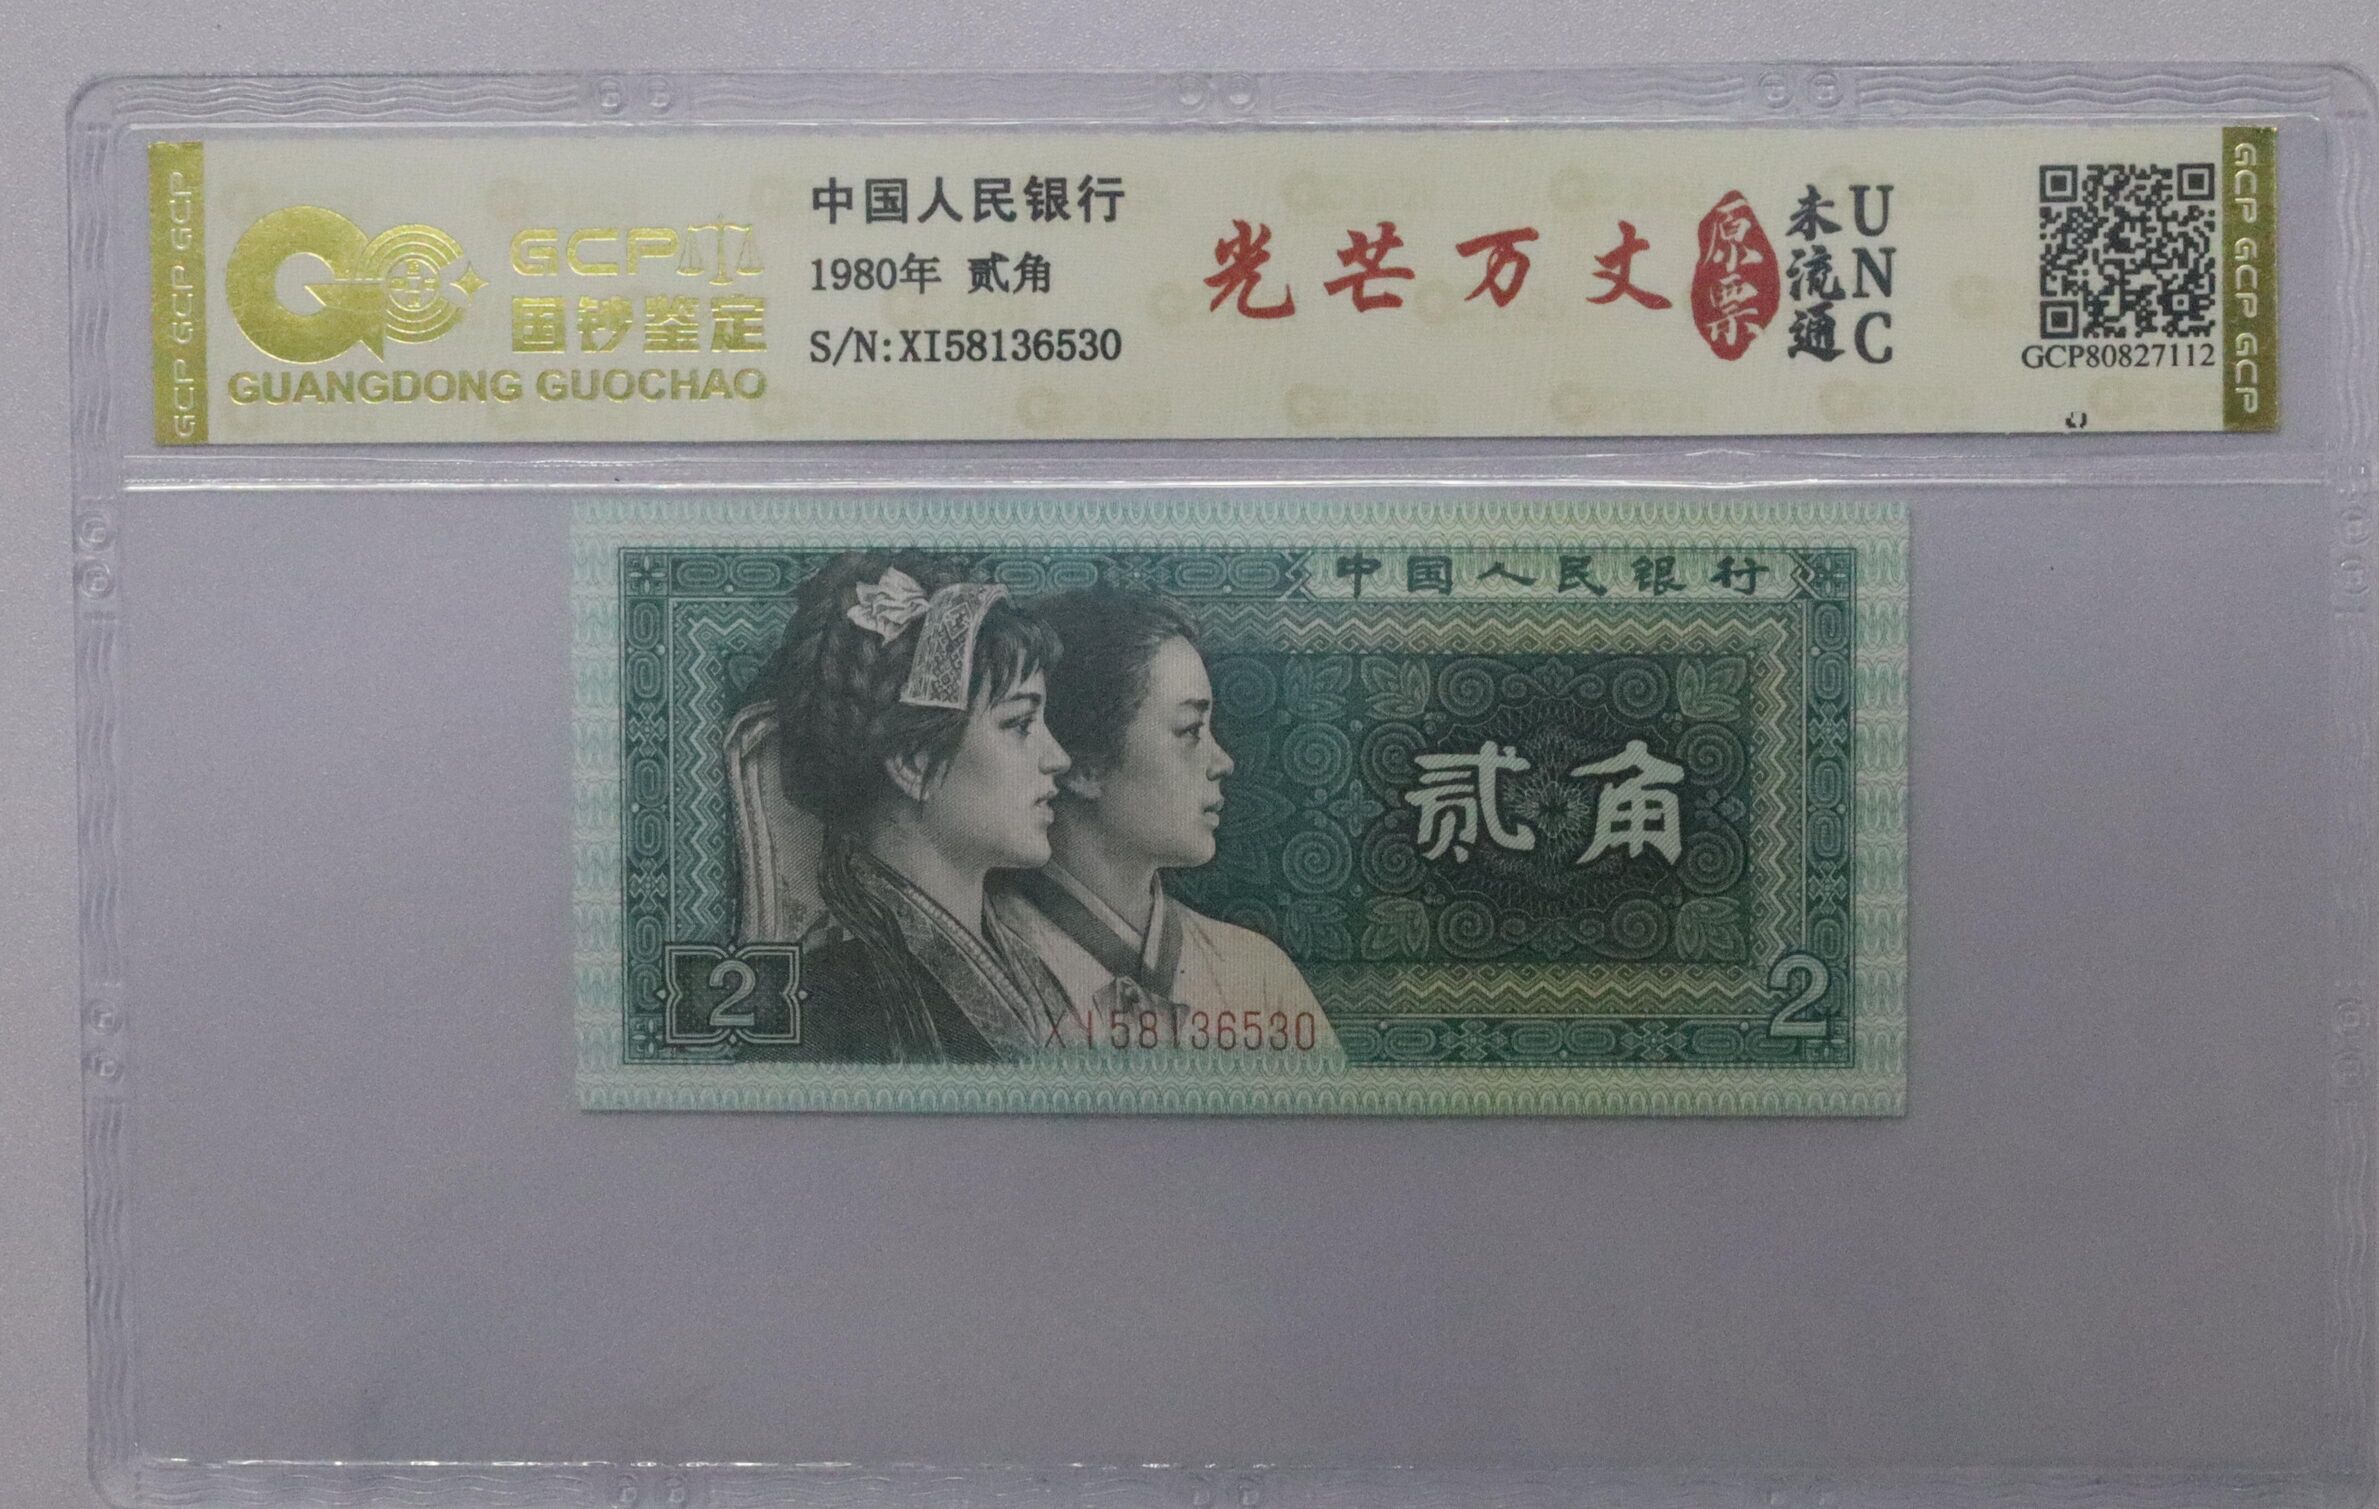 GCP GCP GCP
GCP
国钞鉴定
GUANGDONG GUOCHAO
中国人民银行
1980年 贰角
S/N:XI58136530
光芒万丈
原票
未流通
UNC
GCP80827112
GCP GCP GCP
中国人民银行
贰角
2
XI58136530
2